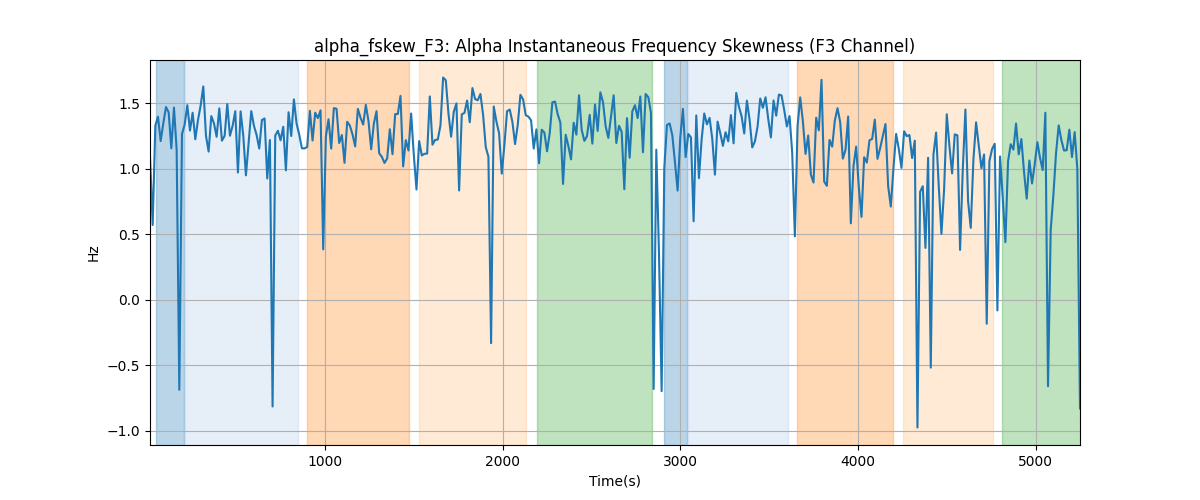 alpha_fskew_F3: Alpha Instantaneous Frequency Skewness (F3 Channel)
Hz
1.5
1.0
0.5
0.0
−0.5
−1.0
1000 2000 3000 4000 5000
Time(s)